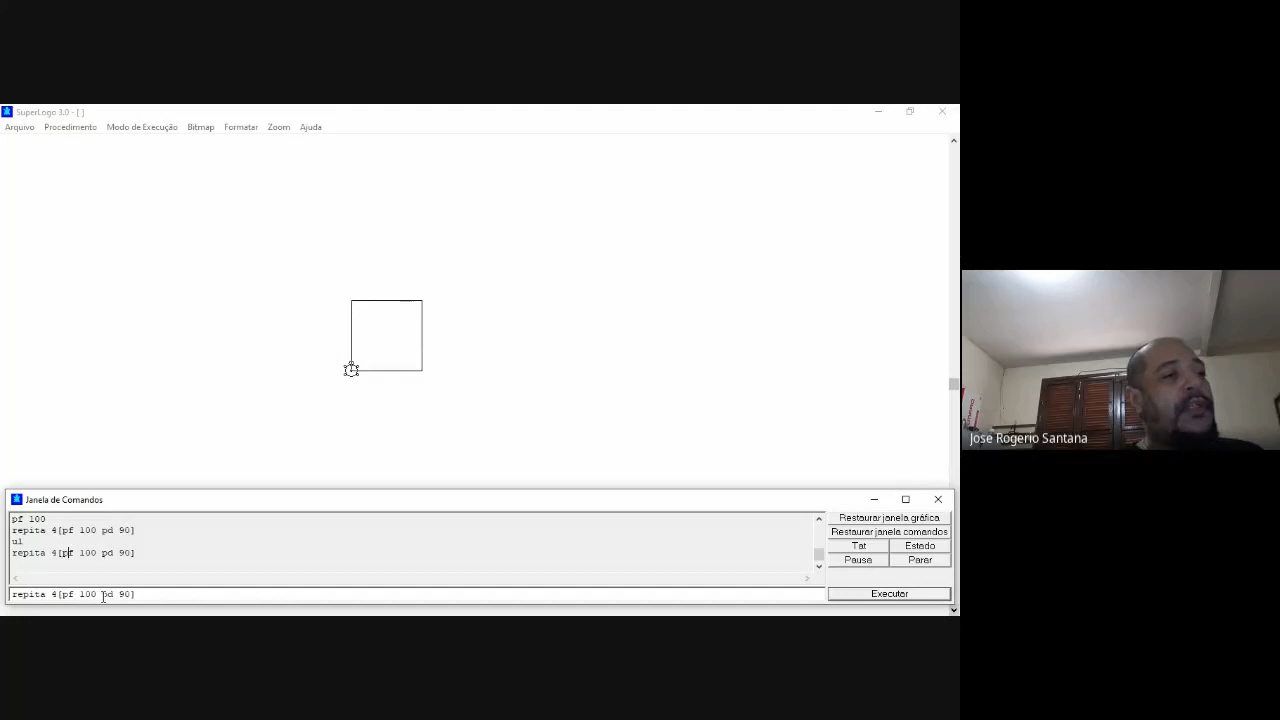 SuperLogo 3.0 - [ ]
Arquivo Procedimento Modo de Execução Bitmap Formatar Zoom Ajuda
Jose Rogerio Santana
Janela de Comandos
pf 100
repita 4[pf 100 pd 90]
ul
repita 4[pf 100 pd 90]
repita 4[pf 100 pd 90]
Restaurar janela gráfica
Restaurar janela comandos
Tat Estado
Pausa Parar
Executar